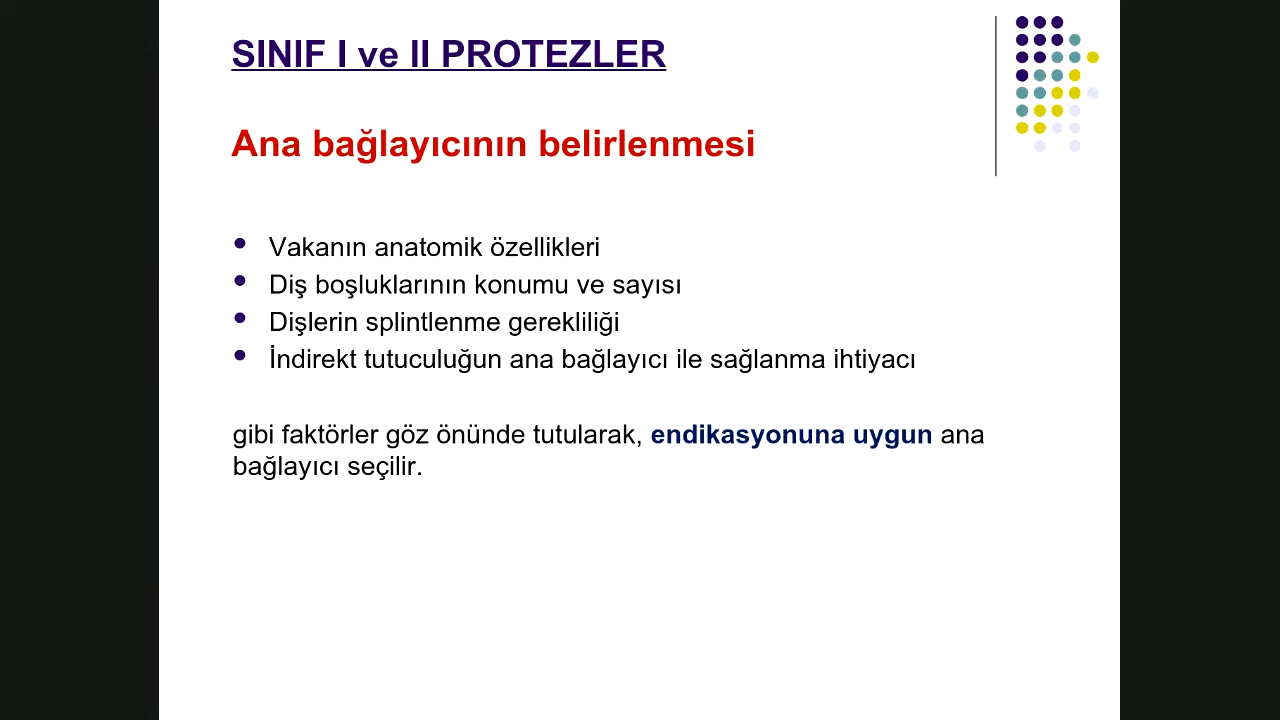 SINIF I ve II PROTEZLER
Ana bağlayıcının belirlenmesi
• Vakanın anatomik özellikleri
• Diş boşluklarının konumu ve sayısı
• Dişlerin splintlenme gerekliliği
• İndirekt tutuculuğun ana bağlayıcı ile sağlanma ihtiyacı
gibi faktörler göz önünde tutularak, endikasyonuna uygun ana
bağlayıcı seçilir.